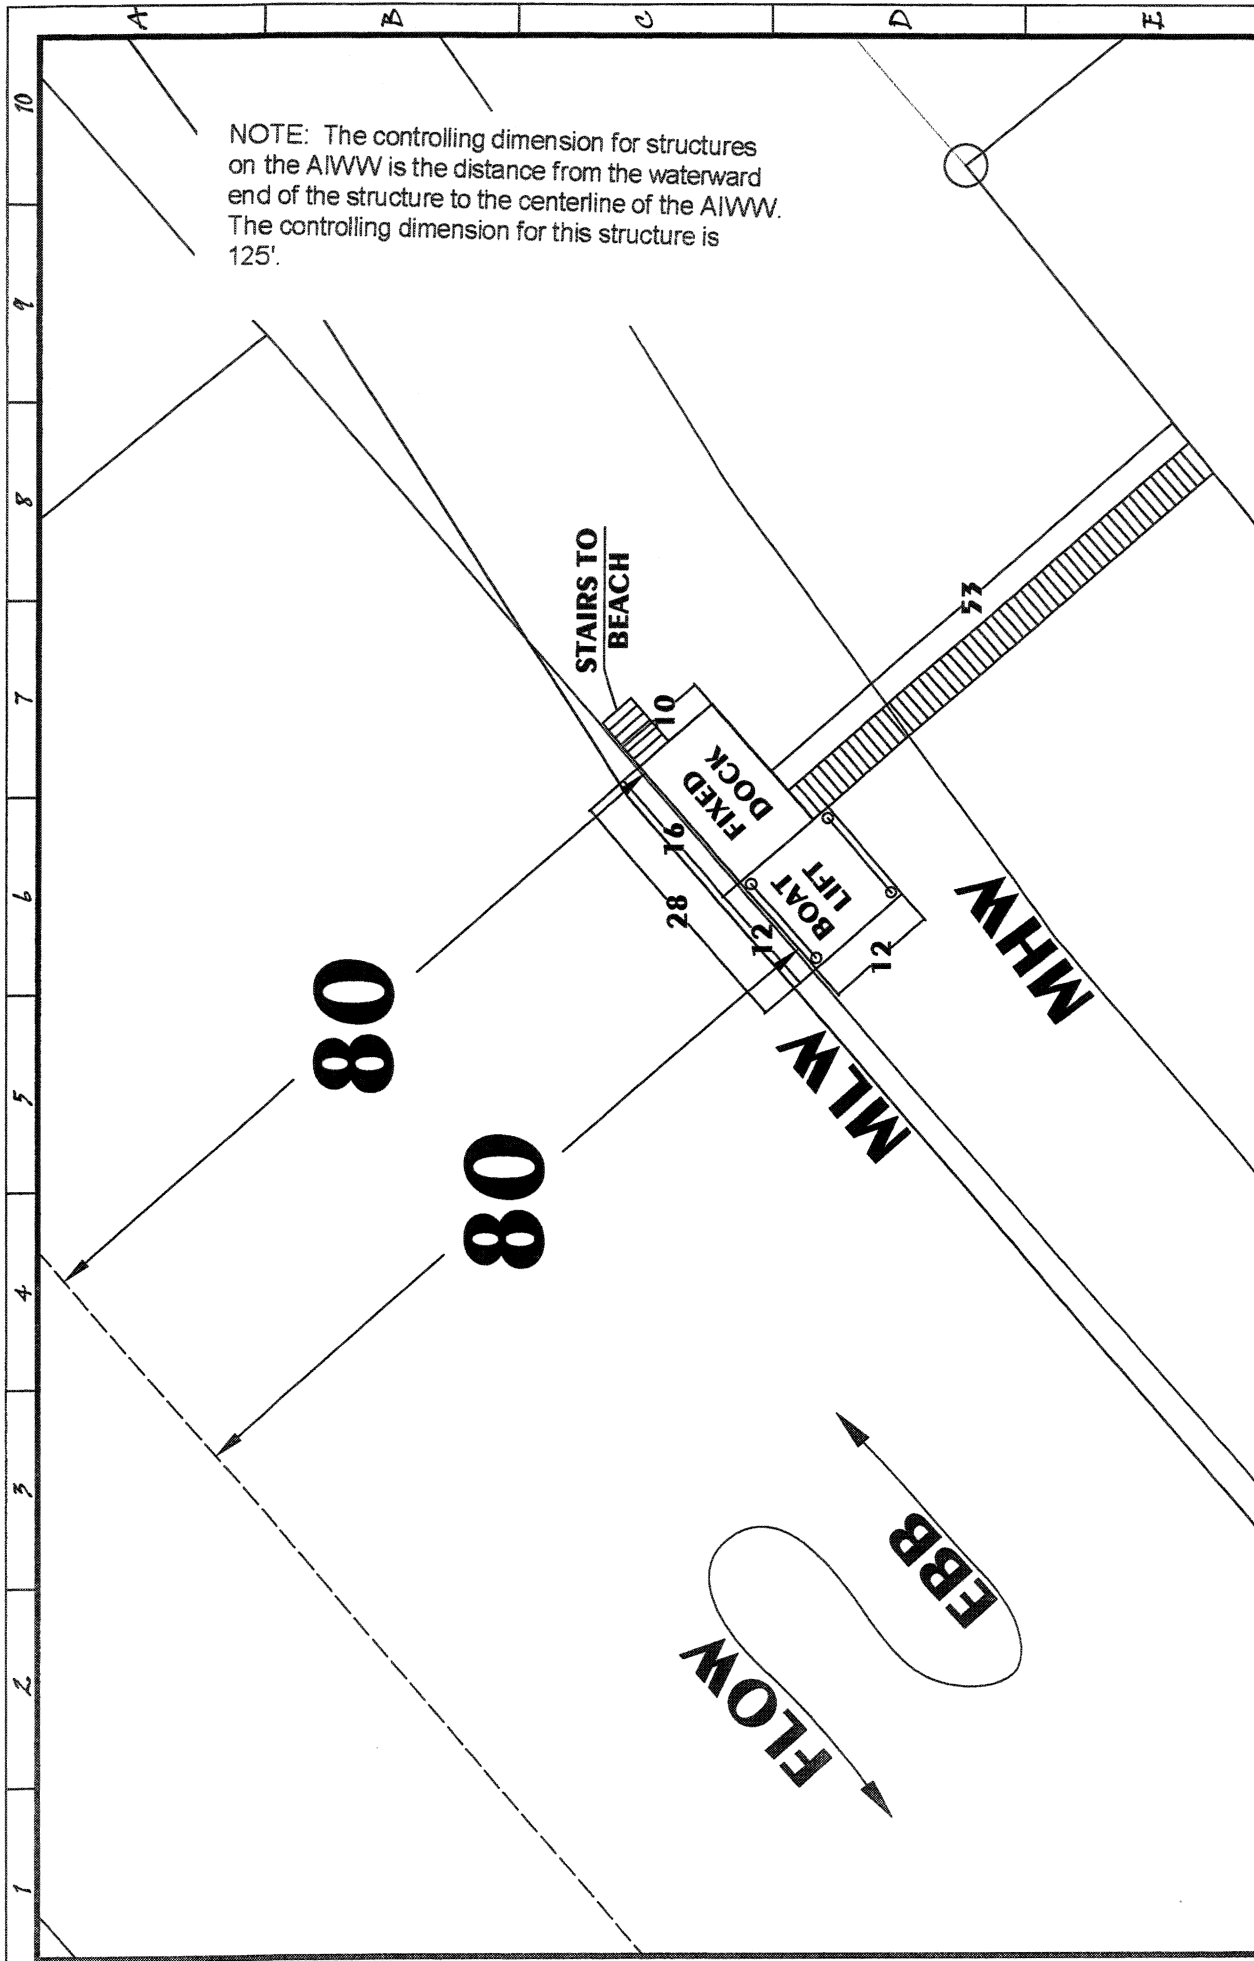 A
B
C
D
E
10
9
8
7
6
5
4
3
2
1
NOTE: The controlling dimension for structures
on the AIWW is the distance from the waterward
end of the structure to the centerline of the AIWW.
The controlling dimension for this structure is
125'.
STAIRS TO
BEACH
10
FIXED
DOCK
53
16
28
BOAT
LIFT
12
12
80
80
MHW
MLW
FLOW
EBB